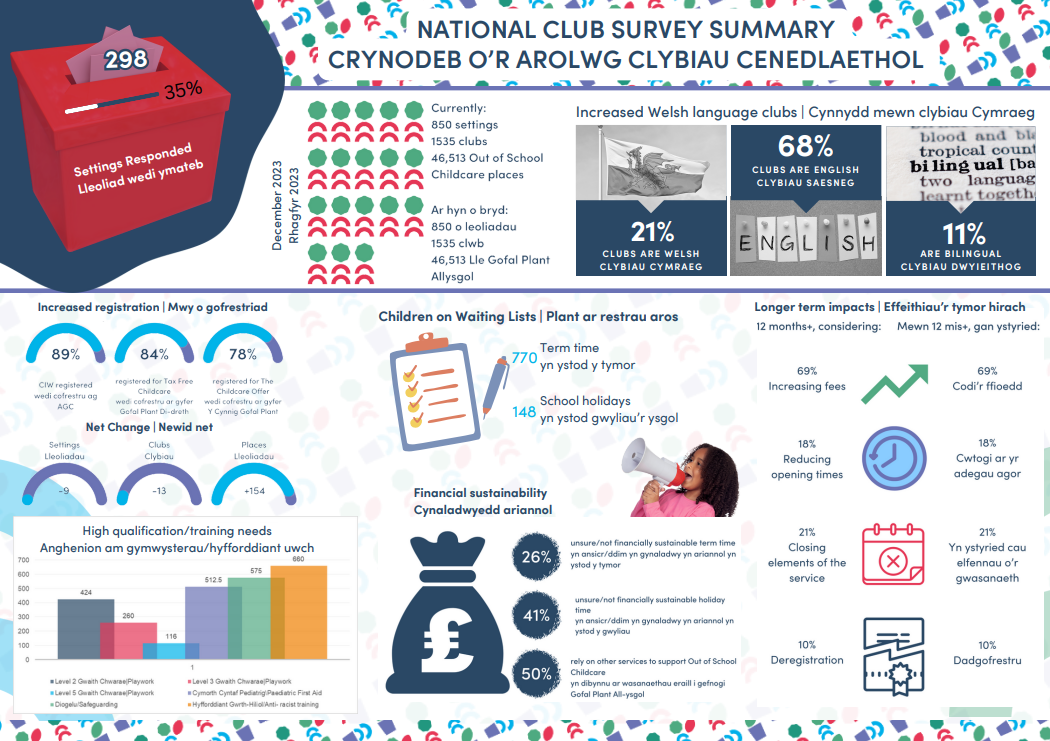 NATIONAL CLUB SURVEY SUMMARY
CRYNODEB O'R AROLWG CLYBIAU CENEDLAETHOL
298
35%
Settings Responded
Lleoliad wedi ymateb
December 2023
Rhagfyr 2023
Currently:
850 settings
1535 clubs
46,513 Out of School
Childcare places
Ar hyn o bryd:
850 o leoliadau
1535 clwb
46,513 Lle Gofal Plant
Allysgol
Increased Welsh language clubs | Cynnydd mewn clybiau Cymraeg
21%
CLUBS ARE WELSH
CLYBIAU CYMRAEG
68%
CLUBS ARE ENGLISH
CLYBIAU SAESNEG
ENGLISH
blood and bla
tropical count
bi ling ual [ba
two languag
learnt togeth
11%
ARE BILINGUAL
CLYBIAU DWYIEITHOG
Increased registration | Mwy o gofrestriad
89%
CIW registered
wedi cofrestru ag
AGC
84%
registered for Tax Free
Childcare
wedi cofrestru ar gyfer
Gofal Plant Di-dreth
78%
registered for The
Childcare Offer
wedi cofrestru ar gyfer
Y Cynnig Gofal Plant
Net Change | Newid net
Settings
Lleoliadau
-9
Clubs
Clybiau
-13
Places
Lleoliadau
+154
High qualification/training needs
Anghenion am gymwysterau/hyfforddiant uwch
700
600
500
400
300
200
100
0
424
260
116
512.5
575
660
1
Level 2 Gwaith Chwarae|Playwork
Level 3 Gwaith Chwarae|Playwork
Level 5 Gwaith Chwarae|Playwork
Cymorth Cyntaf Pediatrig\Paediatric First Aid
Diogelu/Safeguarding
Hyfforddiant Gwrth-Hiliol/Anti- racist training
Children on Waiting Lists | Plant ar restrau aros
770
Term time
yn ystod y tymor
148
School holidays
yn ystod gwyliau'r ysgol
Financial sustainability
Cynaladwyedd ariannol
£
26%
unsure/not financially sustainable term time
yn ansicr/ddim yn gynaladwy yn ariannol yn
ystod y tymor
41%
unsure/not financially sustainable holiday
time
yn ansicr/ddim yn gynaladwy yn ariannol yn
ystod y gwyliau
50%
rely on other services to support Out of School
Childcare
yn dibynnu ar wasanaethau eraill i gefnogi
Gofal Plant All-ysgol
Longer term impacts | Effeithiau'r tymor hirach
12 months+, considering:
Mewn 12 mis+, gan ystyried:
69%
Increasing fees
69%
Codi'r ffioedd
18%
Reducing
opening times
18%
Cwtogi ar yr
adegau agor
21%
Closing
elements of the
service
21%
Yn ystyried cau
elfennau o'r
gwasanaeth
10%
Deregistration
10%
Dadgofrestru